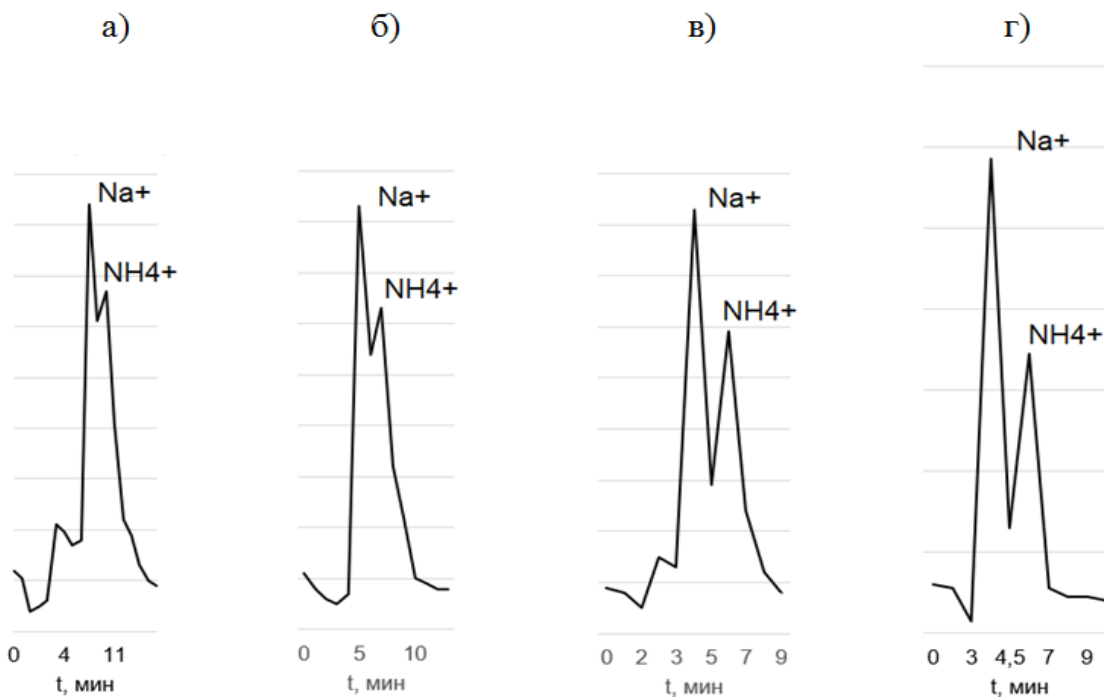 а)
Na+
NH4+
0 4 11
t, мин
б)
Na+
NH4+
0 5 10
t, мин
в)
Na+
NH4+
0 2 3 5 7 9
t, мин
г)
Na+
NH4+
0 3 4,5 7 9
t, мин